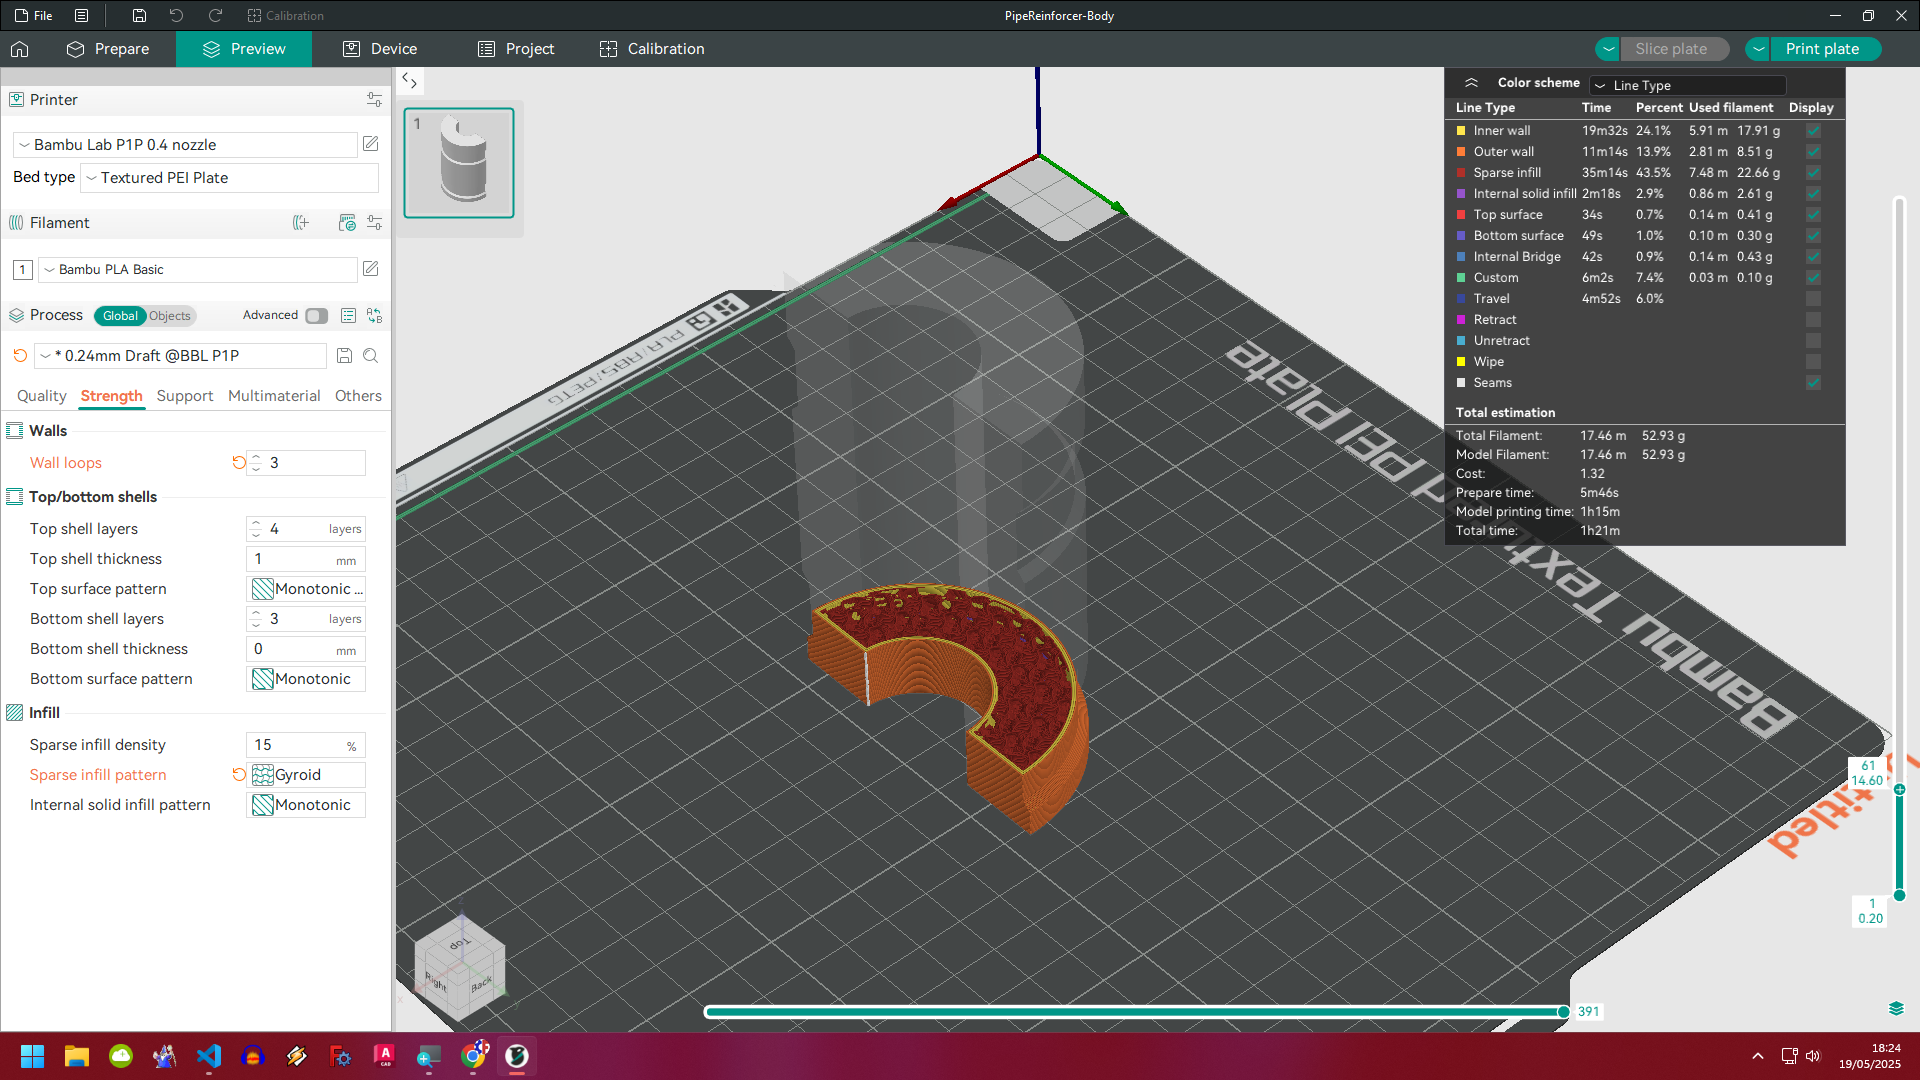 File
Calibration
PipeReinforcer-Body
Prepare
Preview
Device
Project
Calibration
Slice plate
Print plate
Printer
Bambu Lab P1P 0.4 nozzle
Bed type
Textured PEI Plate
Filament
1
Bambu PLA Basic
Process
Global
Objects
Advanced
* 0.24mm Draft @BBL P1P
Quality
Strength
Support
Multimaterial
Others
Walls
Wall loops 3
Top/bottom shells
Top shell layers 4 layers
Top shell thickness 1 mm
Top surface pattern Monotonic ...
Bottom shell layers 3 layers
Bottom shell thickness 0 mm
Bottom surface pattern Monotonic
Infill
Sparse infill density 15 %
Sparse infill pattern Gyroid
Internal solid infill pattern Monotonic
1
PLA/ABS/PETG
Bambu Textured PEI Plate
Color scheme Line Type
Line Type Time Percent Used filament Display
Inner wall 19m32s 24.1% 5.91 m 17.91 g
Outer wall 11m14s 13.9% 2.81 m 8.51 g
Sparse infill 35m14s 43.5% 7.48 m 22.66 g
Internal solid infill 2m18s 2.9% 0.86 m 2.61 g
Top surface 34s 0.7% 0.14 m 0.41 g
Bottom surface 49s 1.0% 0.10 m 0.30 g
Internal Bridge 42s 0.9% 0.14 m 0.43 g
Custom 6m2s 7.4% 0.03 m 0.10 g
Travel 4m52s 6.0%
Retract
Unretract
Wipe
Seams
Total estimation
Total Filament: 17.46 m 52.93 g
Model Filament: 17.46 m 52.93 g
Cost: 1.32
Prepare time: 5m46s
Model printing time: 1h15m
Total time: 1h21m
61
14.60
1
0.20
391
Top
Right
Back
18:24
19/05/2025